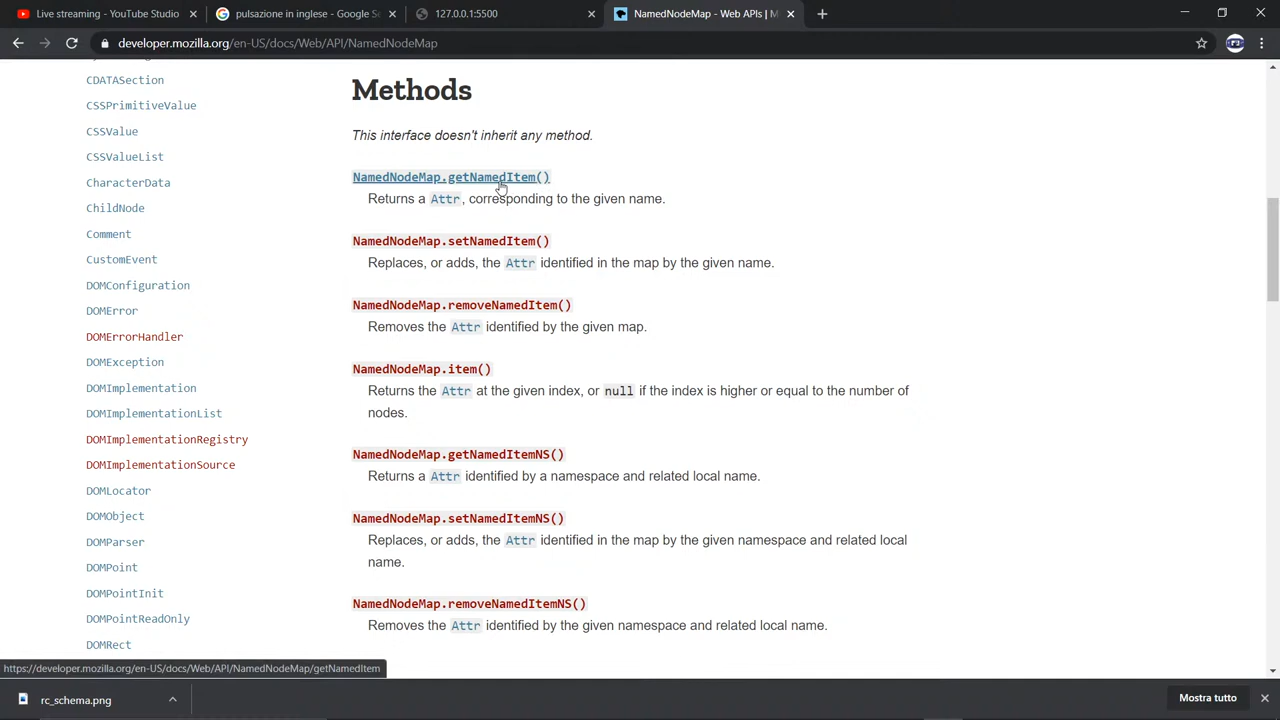 Live streaming - YouTube Studio
pulsazione in inglese - Google Se
127.0.0.1:5500
NamedNodeMap - Web APIs | M
developer.mozilla.org/en-US/docs/Web/API/NamedNodeMap
CDATASection
CSSPrimitiveValue
CSSValue
CSSValueList
CharacterData
ChildNode
Comment
CustomEvent
DOMConfiguration
DOMError
DOMErrorHandler
DOMException
DOMImplementation
DOMImplementationList
DOMImplementationRegistry
DOMImplementationSource
DOMLocator
DOMObject
DOMParser
DOMPoint
DOMPointInit
DOMPointReadOnly
DOMRect
Methods
This interface doesn't inherit any method.
NamedNodeMap.getNamedItem()
Returns a Attr, corresponding to the given name.
NamedNodeMap.setNamedItem()
Replaces, or adds, the Attr identified in the map by the given name.
NamedNodeMap.removeNamedItem()
Removes the Attr identified by the given map.
NamedNodeMap.item()
Returns the Attr at the given index, or null if the index is higher or equal to the number of
nodes.
NamedNodeMap.getNamedItemNS()
Returns a Attr identified by a namespace and related local name.
NamedNodeMap.setNamedItemNS()
Replaces, or adds, the Attr identified in the map by the given namespace and related local
name.
NamedNodeMap.removeNamedItemNS()
Removes the Attr identified by the given namespace and related local name.
https://developer.mozilla.org/en-US/docs/Web/API/NamedNodeMap/getNamedItem
rc_schema.png
Mostra tutto